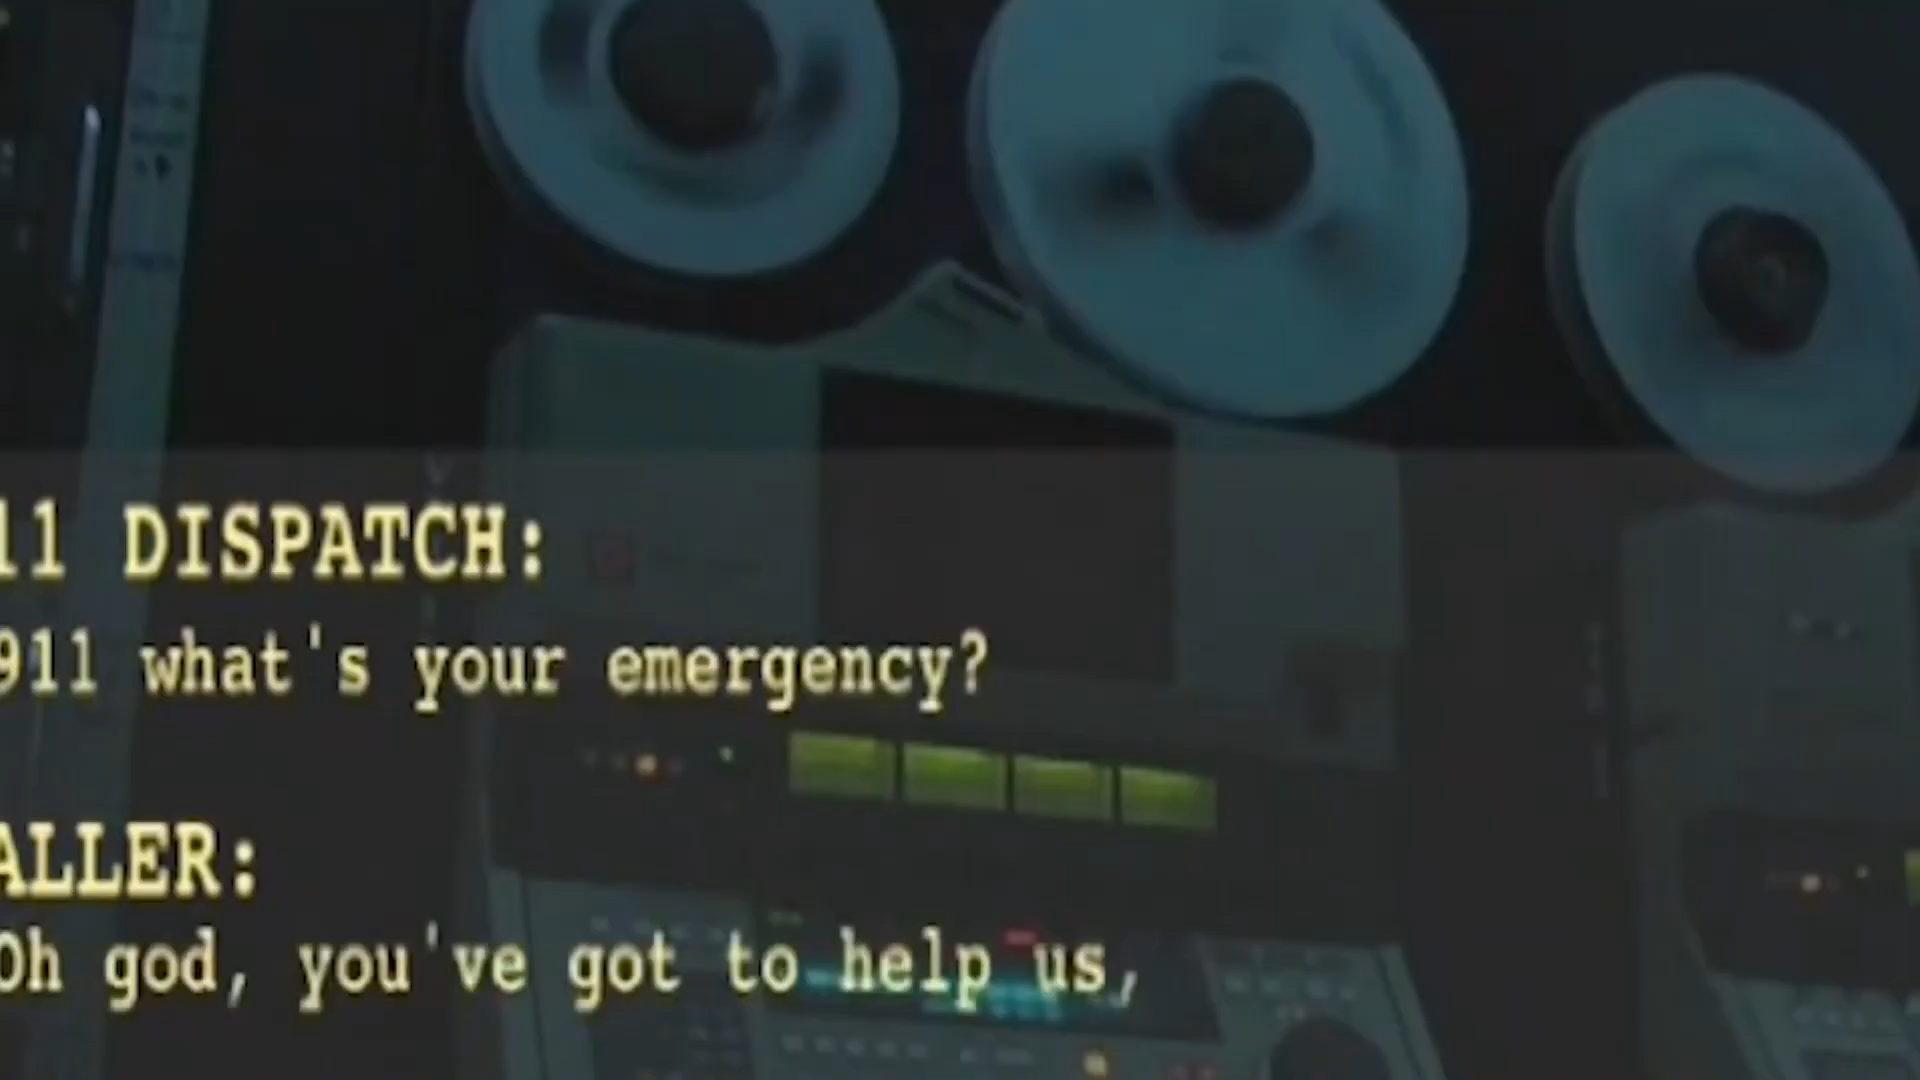 11 DISPATCH:
911 what's your emergency?
ALLER:
Oh god, you've got to help us,